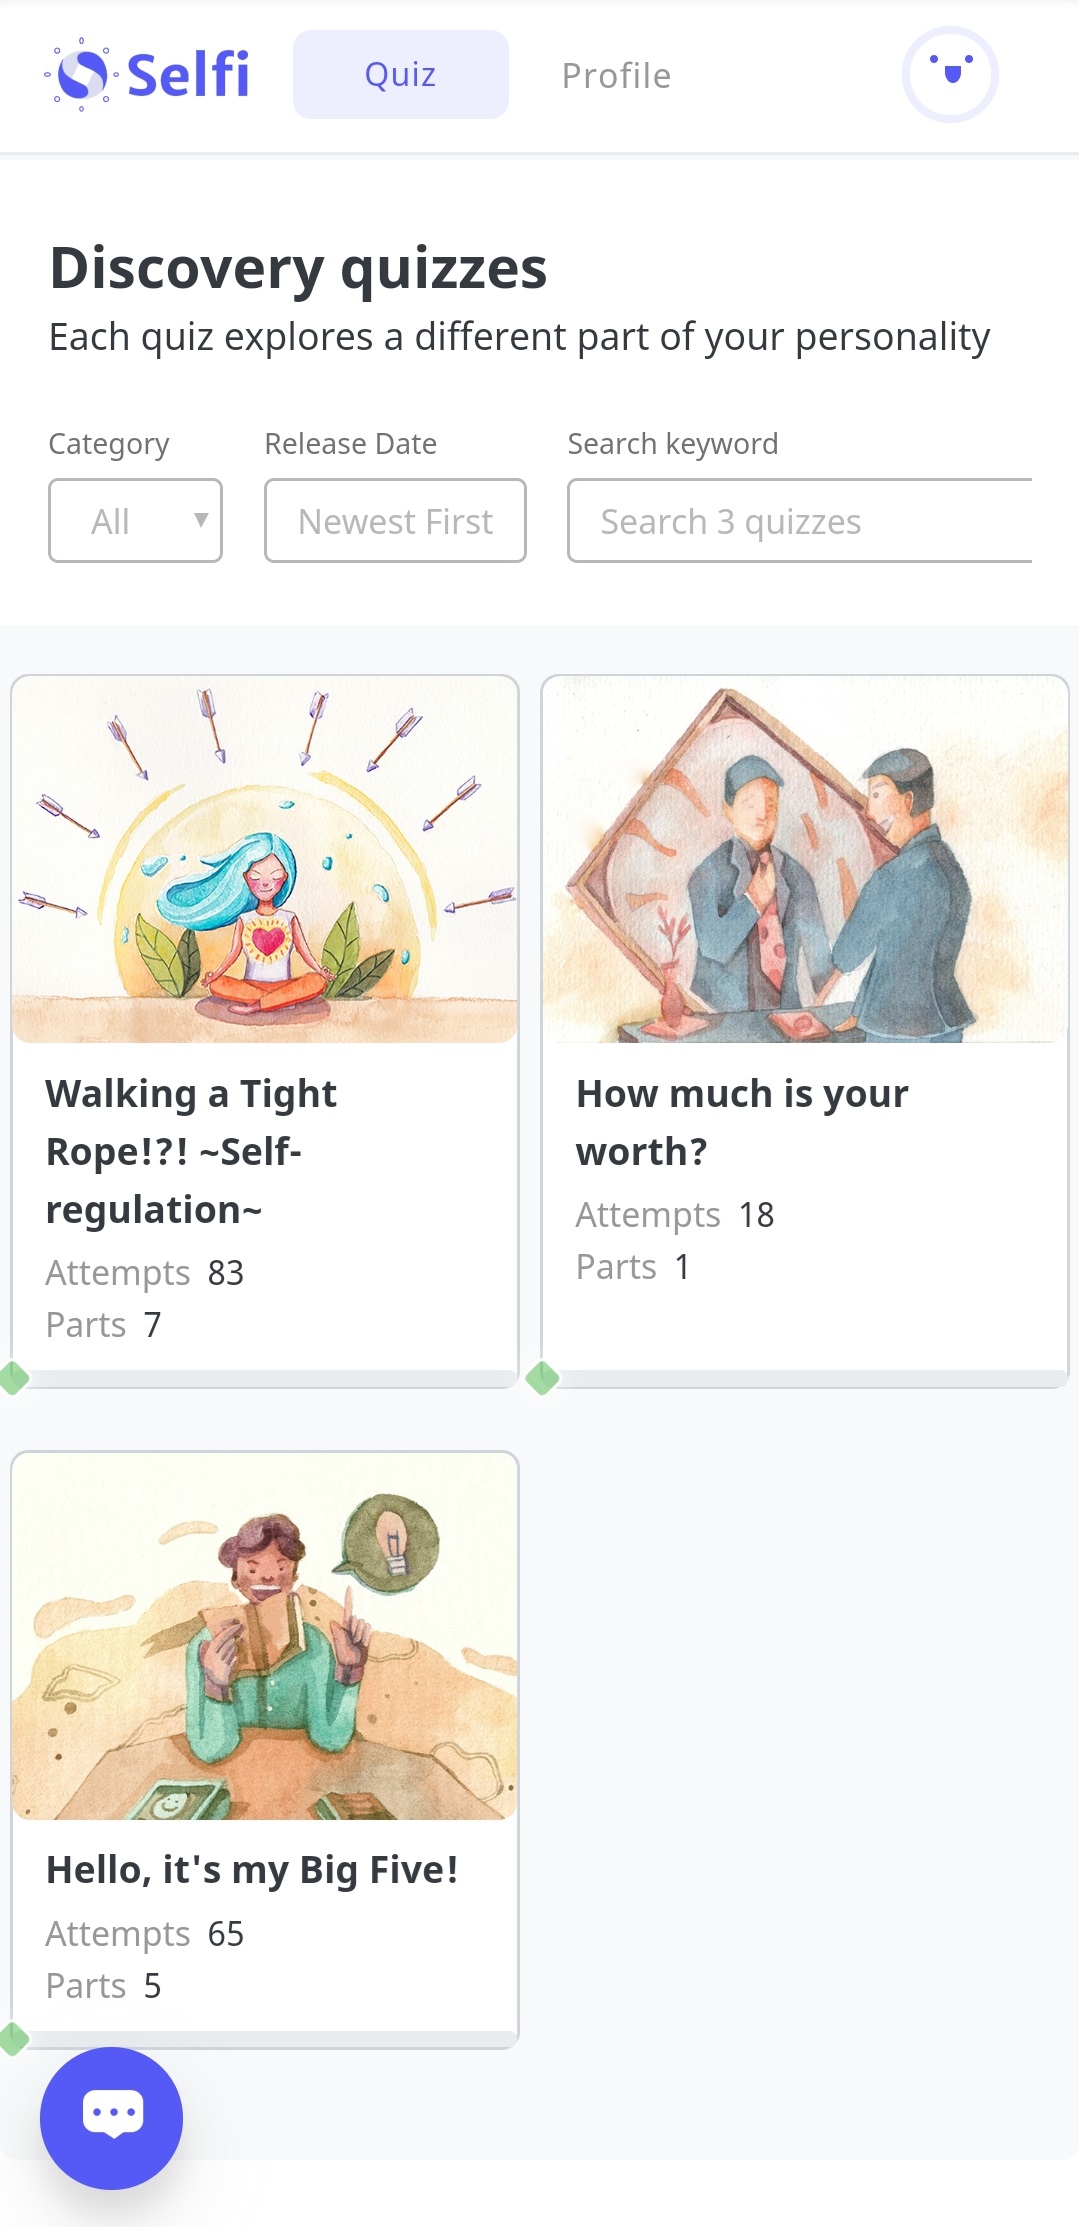 Selfi
Quiz
Profile
Discovery quizzes
Each quiz explores a different part of your personality
Category
Release Date
Search keyword
All
Newest First
Search 3 quizzes
Walking a Tight
Rope!?! ~Self-
regulation~
Attempts 83
Parts 7
How much is your
worth?
Attempts 18
Parts 1
Hello, it's my Big Five!
Attempts 65
Parts 5